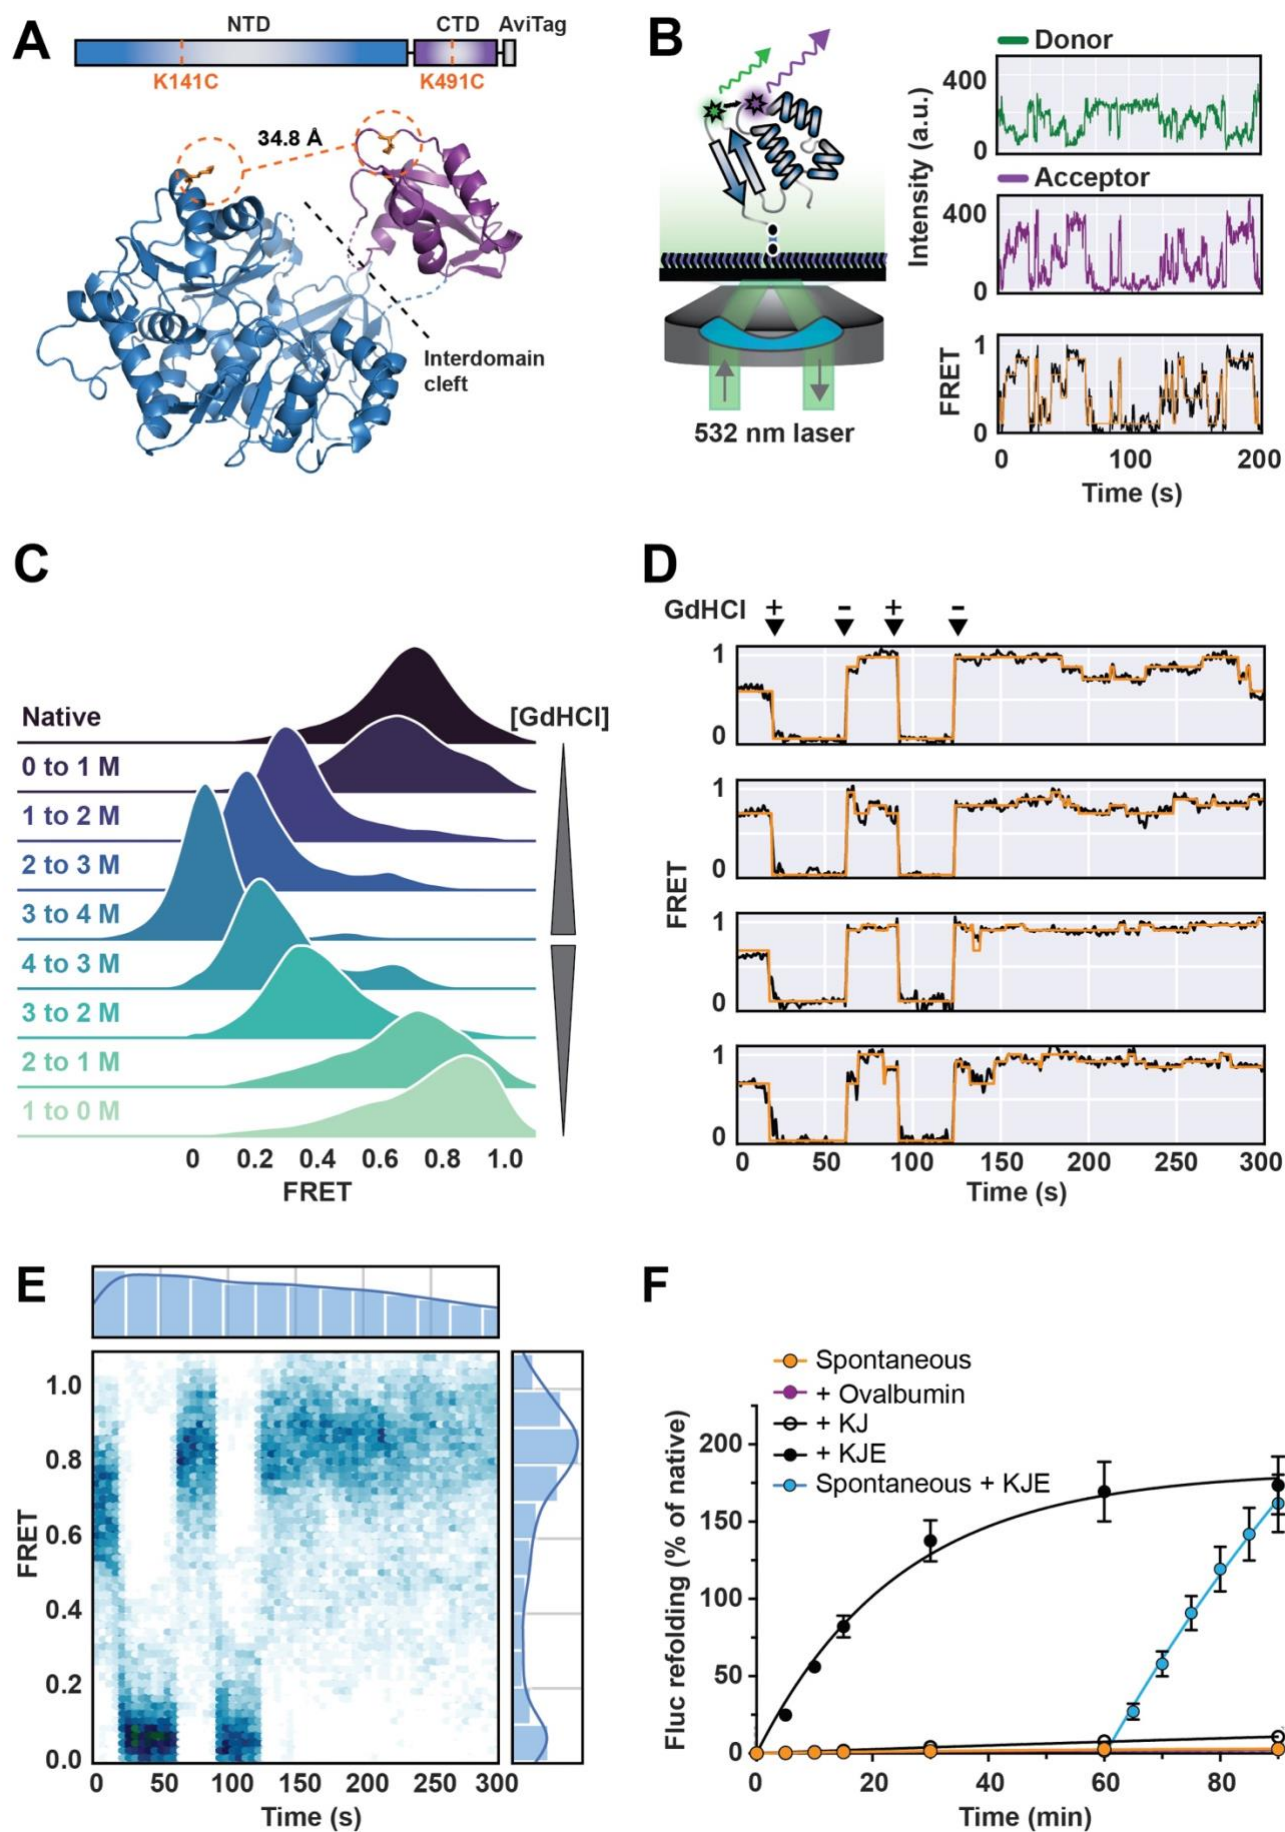 A
NTD CTD AviTag
K141C K491C
34.8 Å
Interdomain
cleft
B
532 nm laser
Donor
Intensity (a.u.)
400
0
Acceptor
400
0
FRET
1
0
0 100 200
Time (s)
C
Native
0 to 1 M
1 to 2 M
2 to 3 M
3 to 4 M
4 to 3 M
3 to 2 M
2 to 1 M
1 to 0 M
[GdHCl]
0 0.2 0.4 0.6 0.8 1.0
FRET
D
GdHCl + - + -
1
0
1
0
1
0
1
0
FRET
0 50 100 150 200 250 300
Time (s)
E
1.0
0.8
0.6
0.4
0.2
0.0
FRET
0 50 100 150 200 250 300
Time (s)
F
Spontaneous
+ Ovalbumin
+ KJ
+ KJE
Spontaneous + KJE
Fluc refolding (% of native)
200
150
100
50
0
0 20 40 60 80
Time (min)